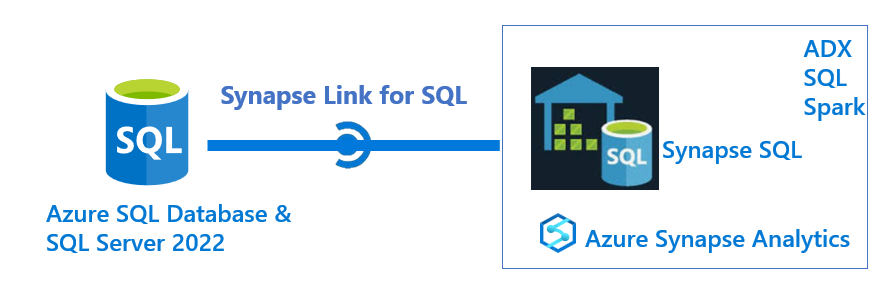 Synapse Link for SQL
SQL
Azure SQL Database &
SQL Server 2022
ADX
SQL
Spark
SQL
Synapse SQL
Azure Synapse Analytics